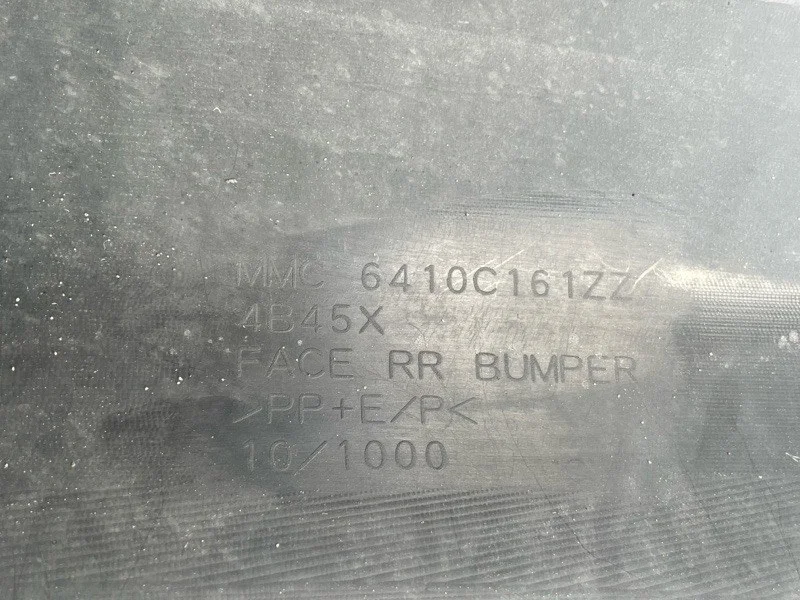 MMC 6410C161ZZ
4B45X
FACE RR BUMPER
>PP+E/P<
10/1000